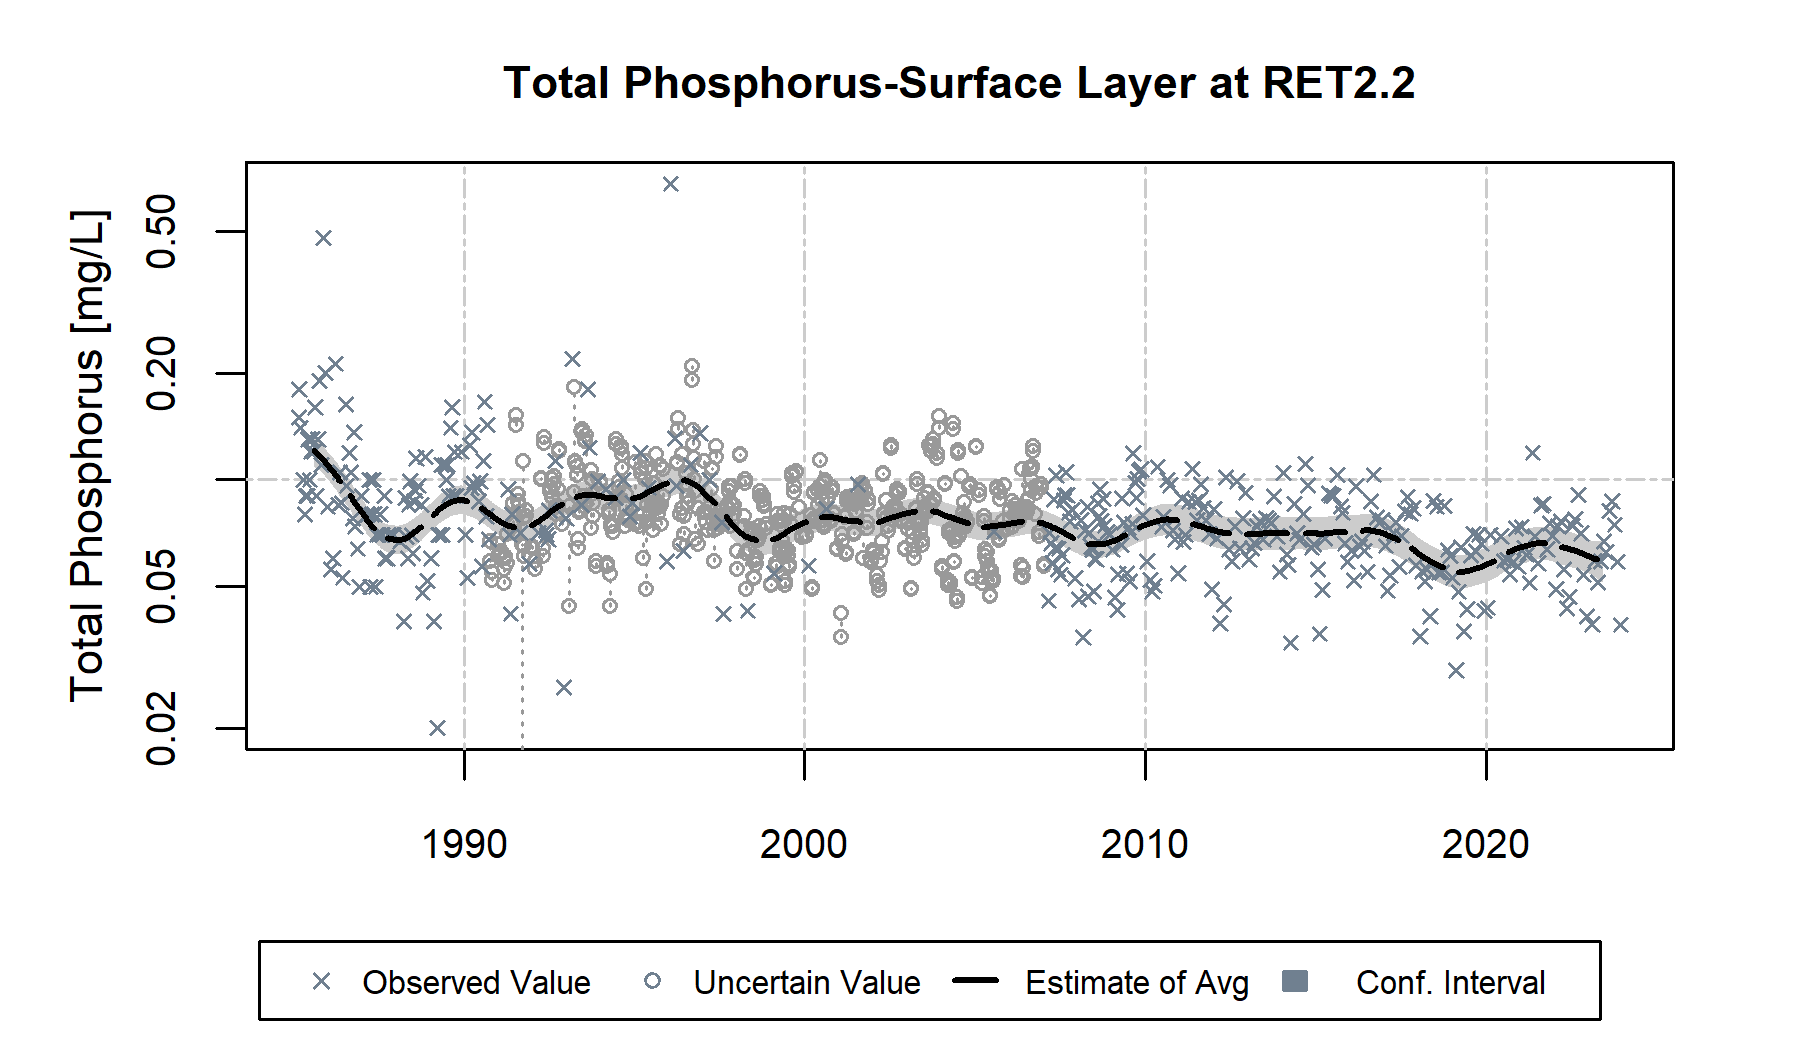 Total Phosphorus-Surface Layer at RET2.2
Total Phosphorus [mg/L]
0.50
0.20
0.05
0.02
1990 2000 2010 2020
Observed Value Uncertain Value Estimate of Avg Conf. Interval